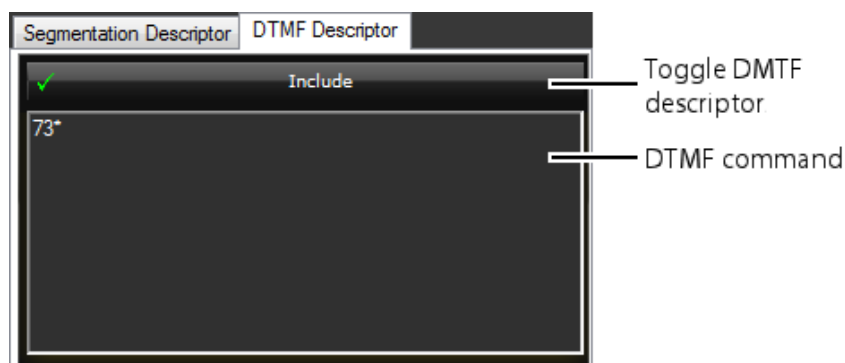 Segmentation Descriptor DTMF Descriptor
Include
Toggle DMTF
descriptor
73*
DTMF command